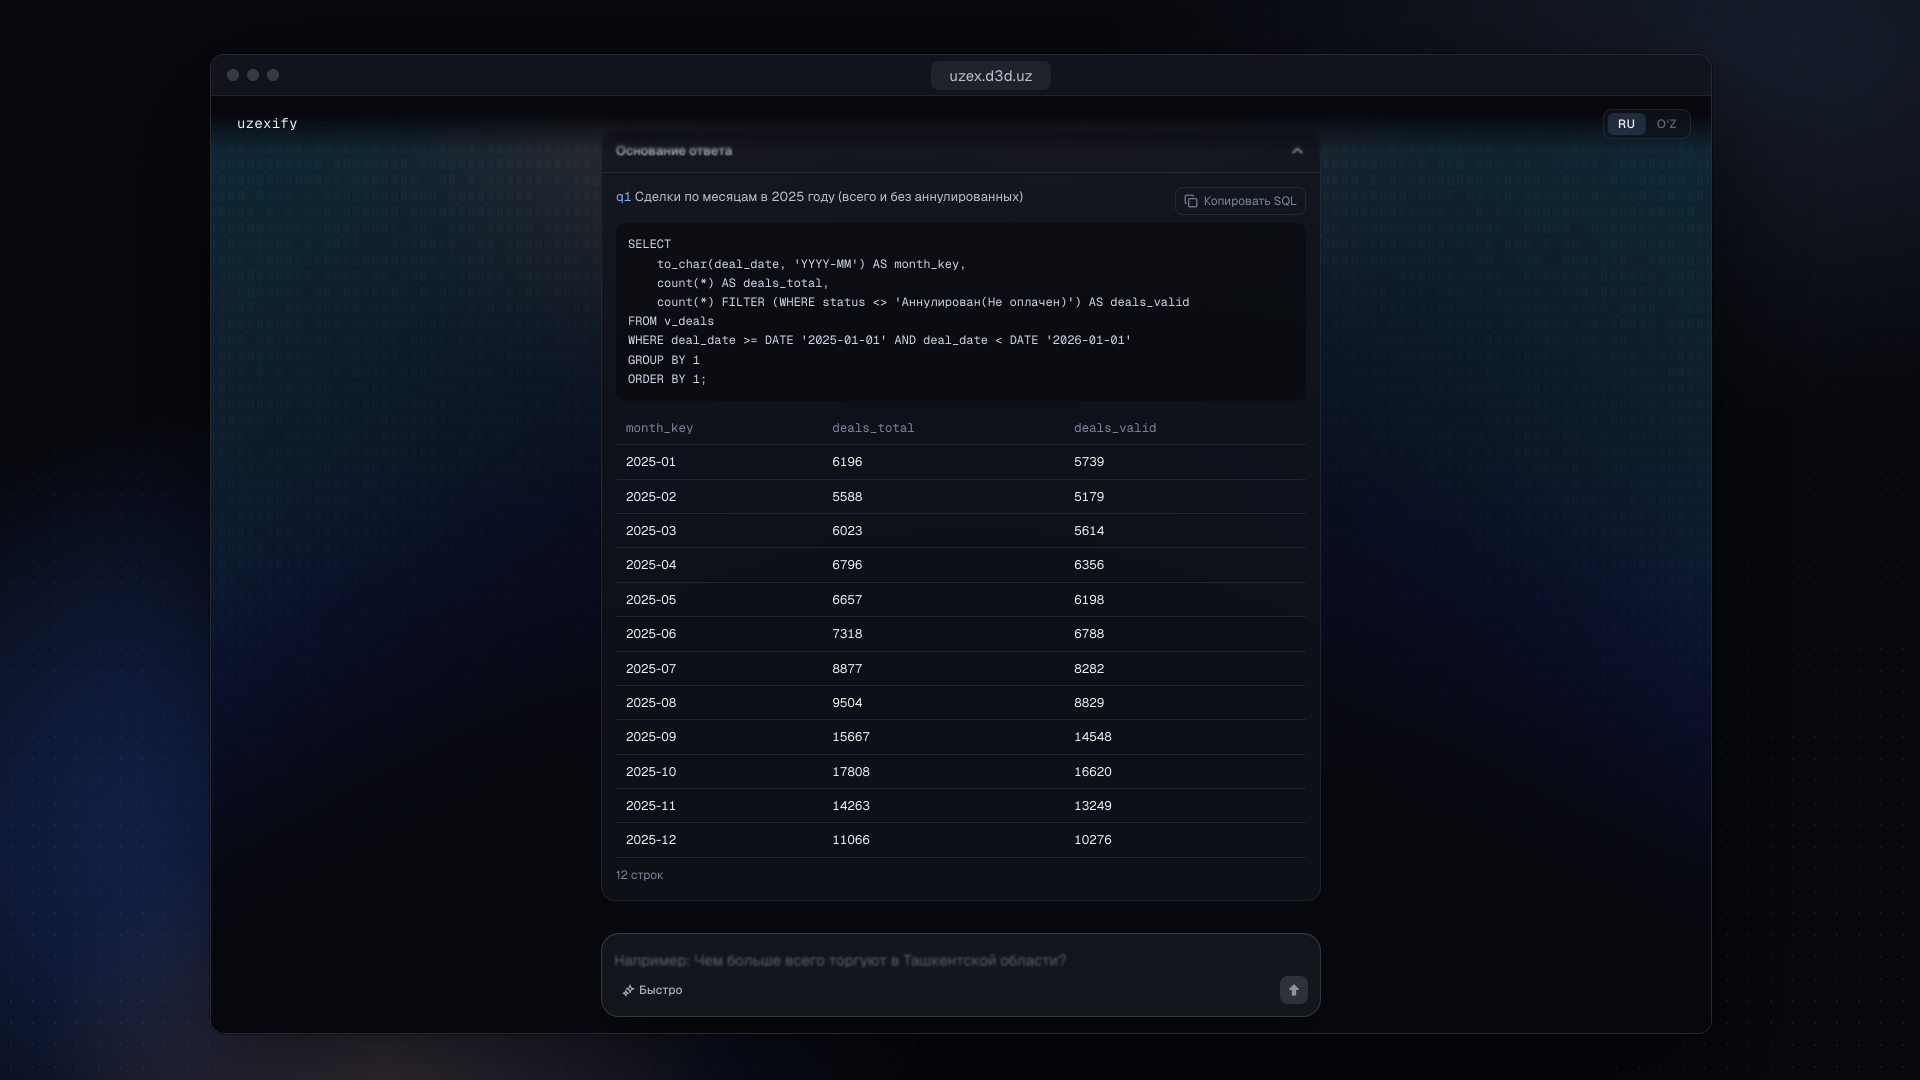 uzex.d3d.uz
uzexify
RU O'Z
Основание ответа
q1 Сделки по месяцам в 2025 году (всего и без аннулированных)
Копировать SQL
SELECT
    to_char(deal_date, 'YYYY-MM') AS month_key,
    count(*) AS deals_total,
    count(*) FILTER (WHERE status <> 'Аннулирован(Не оплачен)') AS deals_valid
FROM v_deals
WHERE deal_date >= DATE '2025-01-01' AND deal_date < DATE '2026-01-01'
GROUP BY 1
ORDER BY 1;
month_key deals_total deals_valid
2025-01 6196 5739
2025-02 5588 5179
2025-03 6023 5614
2025-04 6796 6356
2025-05 6657 6198
2025-06 7318 6788
2025-07 8877 8282
2025-08 9504 8829
2025-09 15667 14548
2025-10 17808 16620
2025-11 14263 13249
2025-12 11066 10276
12 строк
Например: Чем больше всего торгуют в Ташкентской области?
Быстро